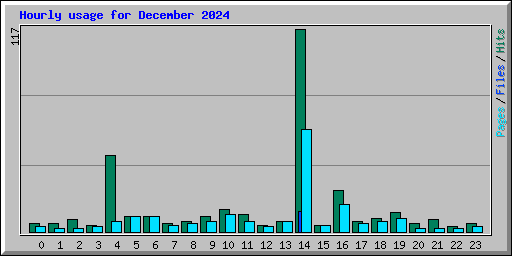 Hourly usage for December 2024
117
Pages/Files/Hits
0 1 2 3 4 5 6 7 8 9 10 11 12 13 14 15 16 17 18 19 20 21 22 23